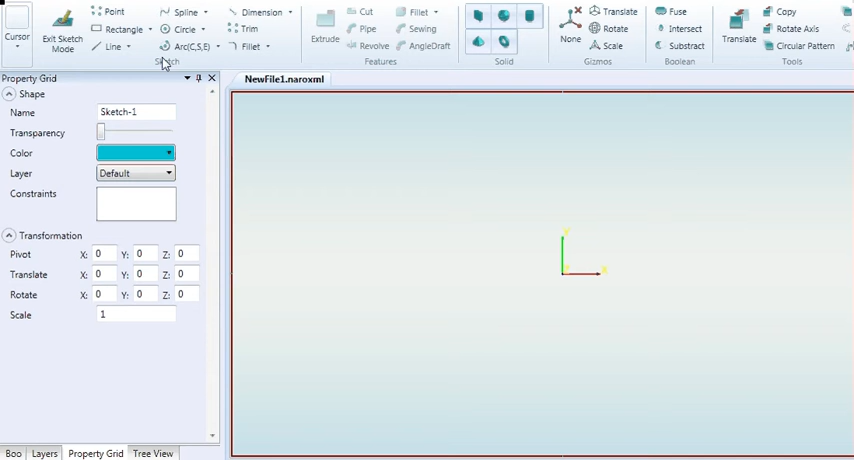 Cursor
Exit Sketch Mode
Point
Rectangle
Line
Spline
Circle
Arc(C,S,E)
Dimension
Trim
Fillet
Sketch
Extrude
Cut
Pipe
Revolve
Fillet
Sewing
AngleDraft
Features
Solid
None
Translate
Rotate
Scale
Gizmos
Fuse
Intersect
Substract
Boolean
Translate
Copy
Rotate Axis
Circular Pattern
Tools
Property Grid
NewFile1.naroxml
Shape
Name Sketch-1
Transparency
Color
Layer Default
Constraints
Transformation
Pivot X: 0 Y: 0 Z: 0
Translate X: 0 Y: 0 Z: 0
Rotate X: 0 Y: 0 Z: 0
Scale 1
Y
X
Boo Layers Property Grid Tree View